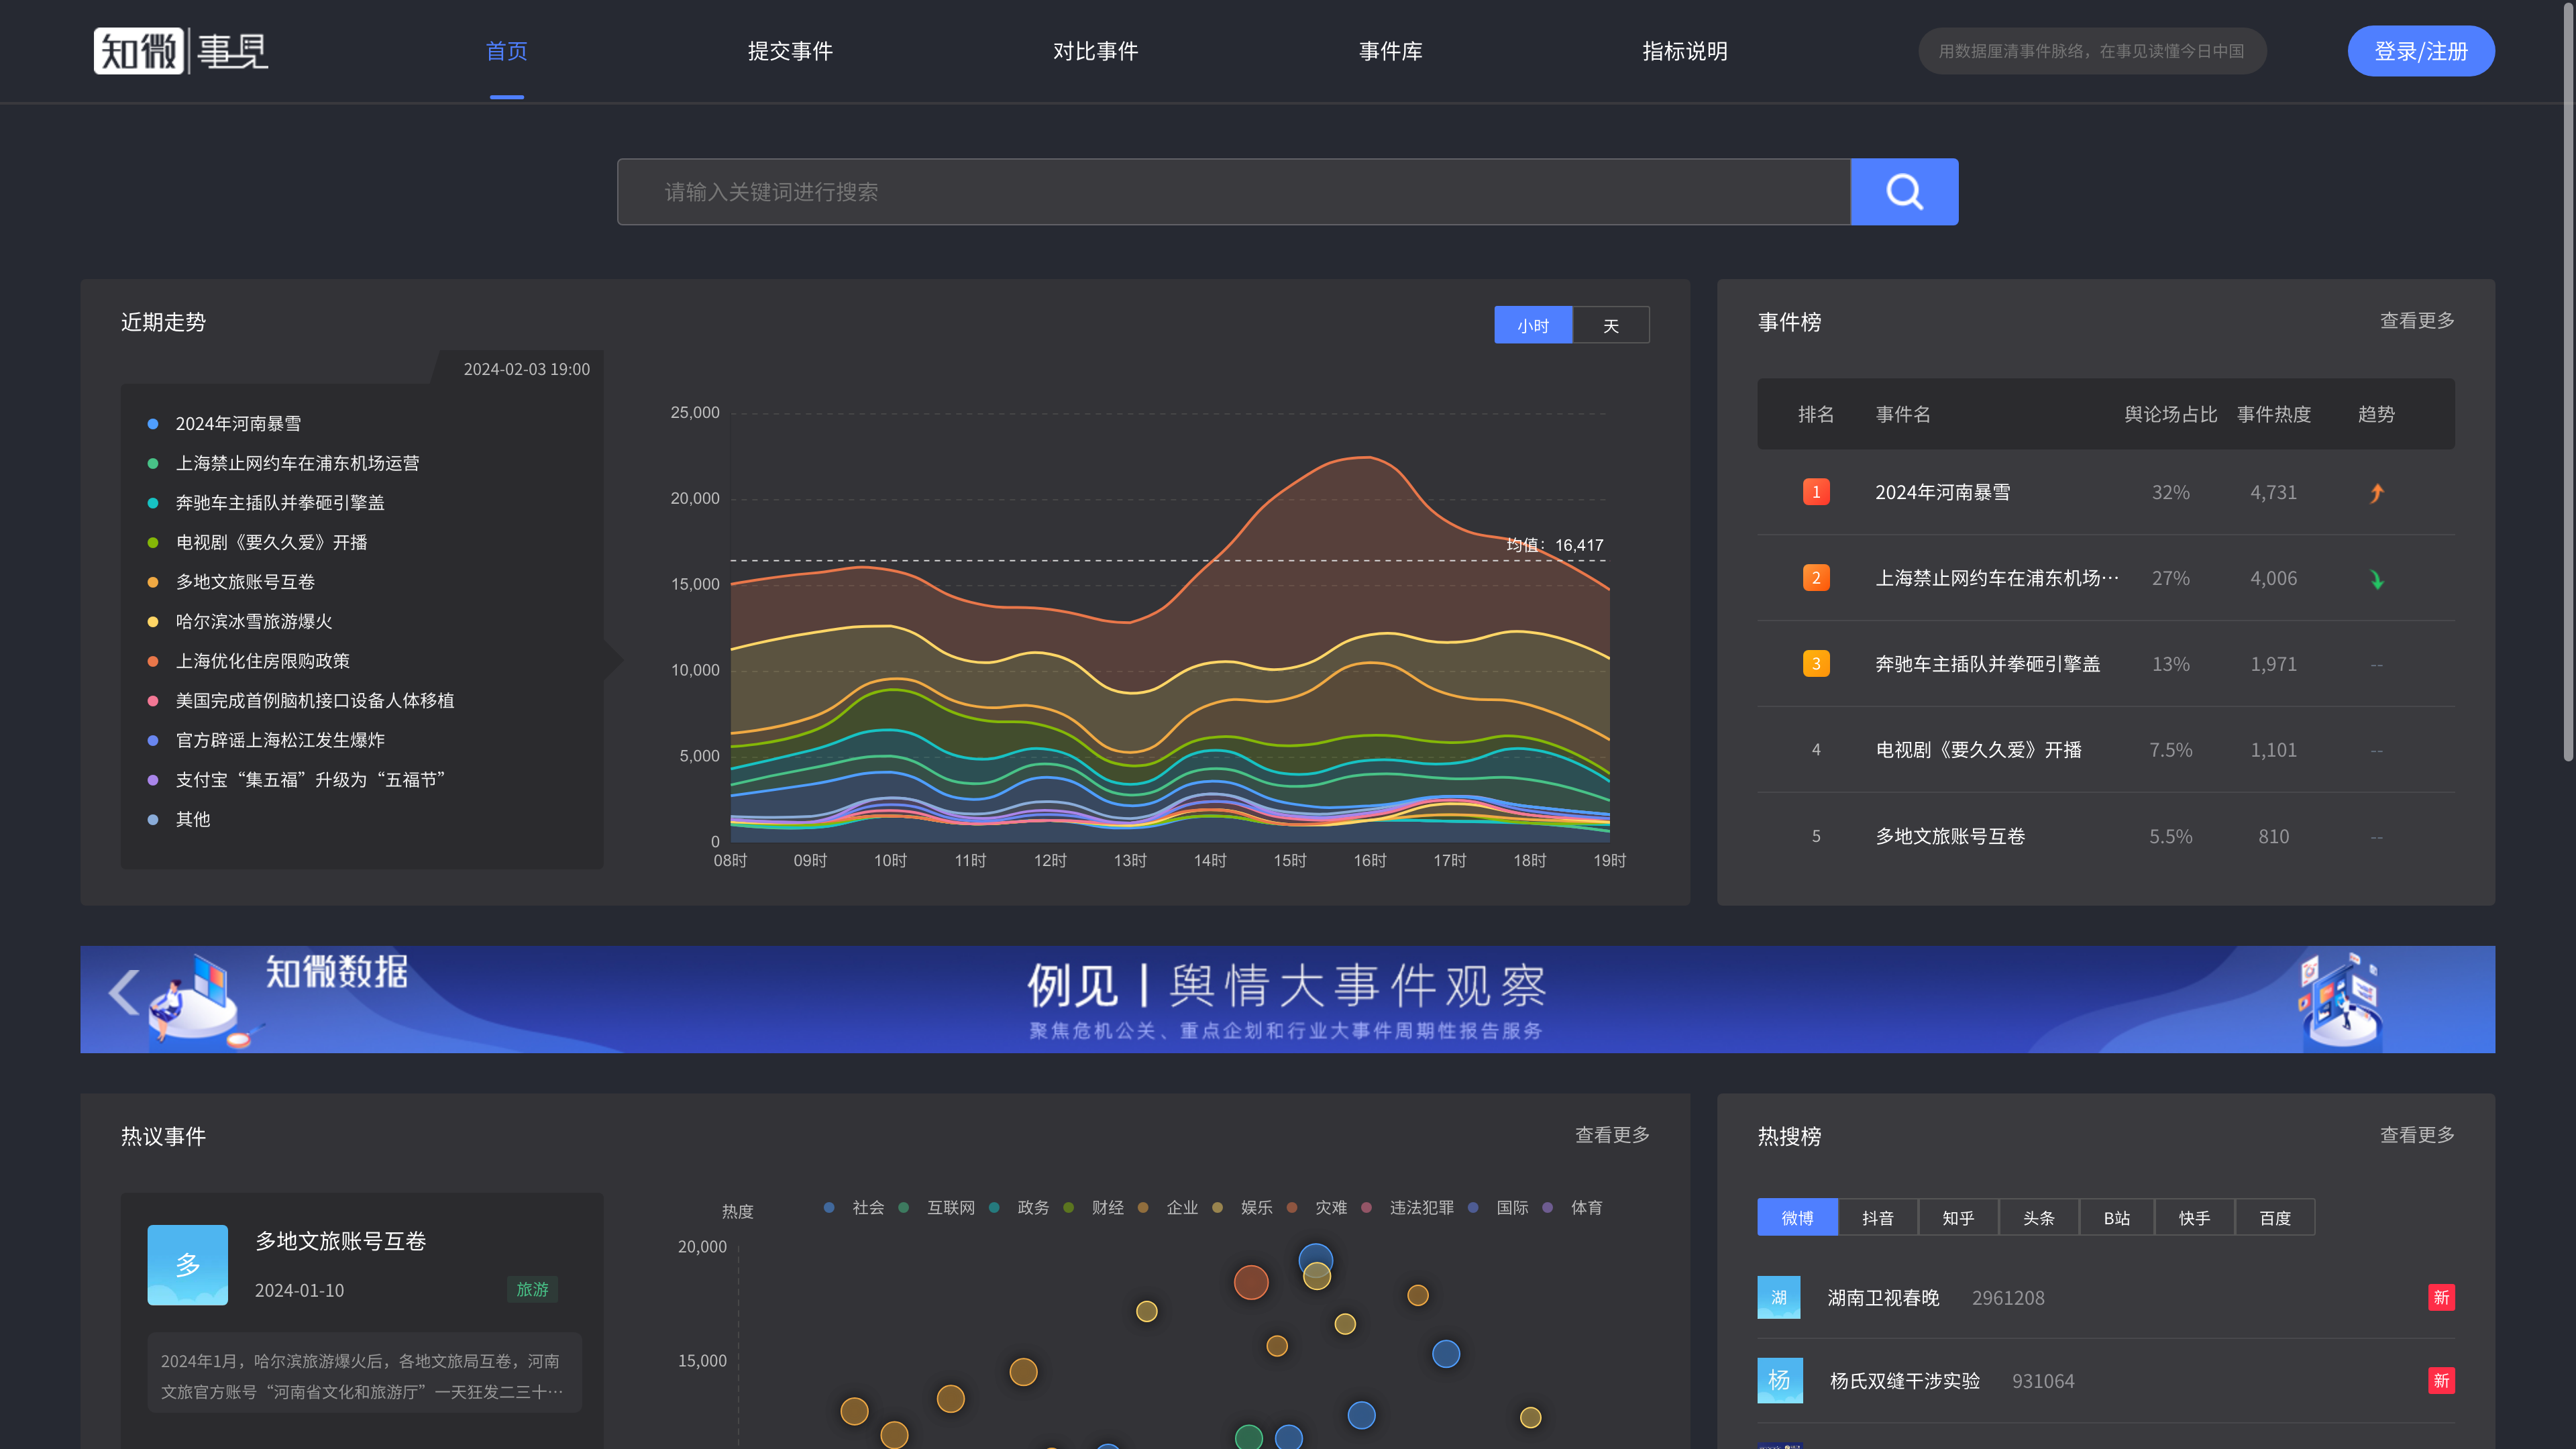 知微 事见
首页
提交事件
对比事件
事件库
指标说明
用数据厘清事件脉络，在事见读懂今日中国
登录/注册
请输入关键词进行搜索
近期走势
小时
天
2024-02-03 19:00
2024年河南暴雪
上海禁止网约车在浦东机场运营
奔驰车主插队并拳砸引擎盖
电视剧《要久久爱》开播
多地文旅账号互卷
哈尔滨冰雪旅游爆火
上海优化住房限购政策
美国完成首例脑机接口设备人体移植
官方辟谣上海松江发生爆炸
支付宝“集五福”升级为“五福节”
其他
25,000
20,000
15,000
10,000
5,000
0
均值：16,417
08时 09时 10时 11时 12时 13时 14时 15时 16时 17时 18时 19时
事件榜
查看更多
排名 事件名 舆论场占比 事件热度 趋势
1 2024年河南暴雪 32% 4,731
2 上海禁止网约车在浦东机场… 27% 4,006
3 奔驰车主插队并拳砸引擎盖 13% 1,971 --
4 电视剧《要久久爱》开播 7.5% 1,101 --
5 多地文旅账号互卷 5.5% 810 --
知微数据
例见 | 舆情大事件观察
聚焦危机公关、重点企划和行业大事件周期性报告服务
热议事件
查看更多
多
多地文旅账号互卷
2024-01-10
旅游
2024年1月，哈尔滨旅游爆火后，各地文旅局互卷，河南
文旅官方账号“河南省文化和旅游厅”一天狂发二三十…
热度
社会 互联网 政务 财经 企业 娱乐 灾难 违法犯罪 国际 体育
20,000
15,000
热搜榜
查看更多
微博 抖音 知乎 头条 B站 快手 百度
湖 湖南卫视春晚 2961208 新
杨 杨氏双缝干涉实验 931064 新